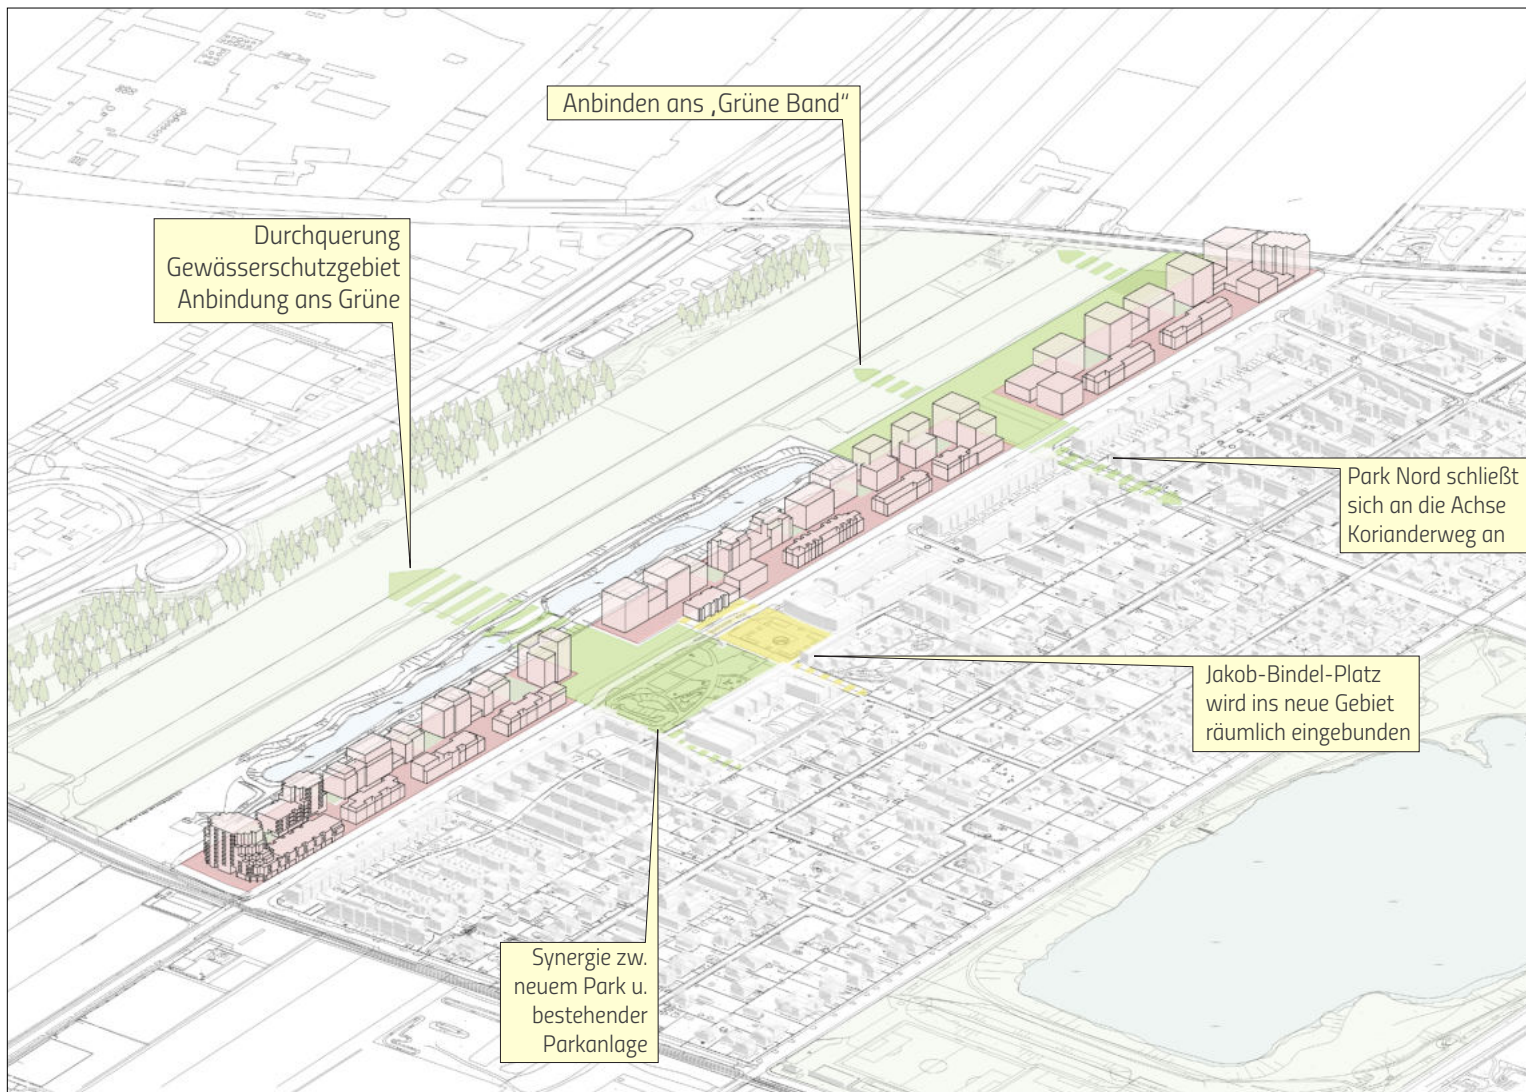 Anbinden ans „Grüne Band“
Durchquerung
Gewässerschutzgebiet
Anbindung ans Grüne
Park Nord schließt
sich an die Achse
Korianderweg an
Jakob-Bindel-Platz
wird ins neue Gebiet
räumlich eingebunden
Synergie zw.
neuem Park u.
bestehender
Parkanlage